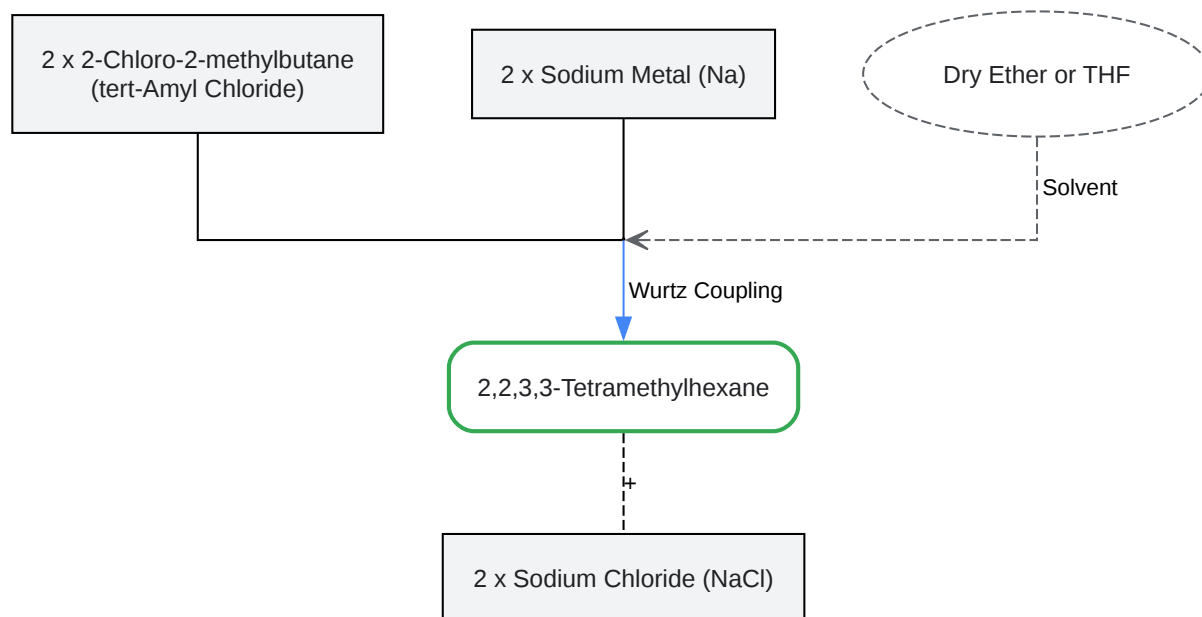 2 x 2-Chloro-2-methylbutane
(tert-Amyl Chloride)
2 x Sodium Metal (Na)
Dry Ether or THF
Solvent
Wurtz Coupling
2,2,3,3-Tetramethylhexane
+
2 x Sodium Chloride (NaCl)